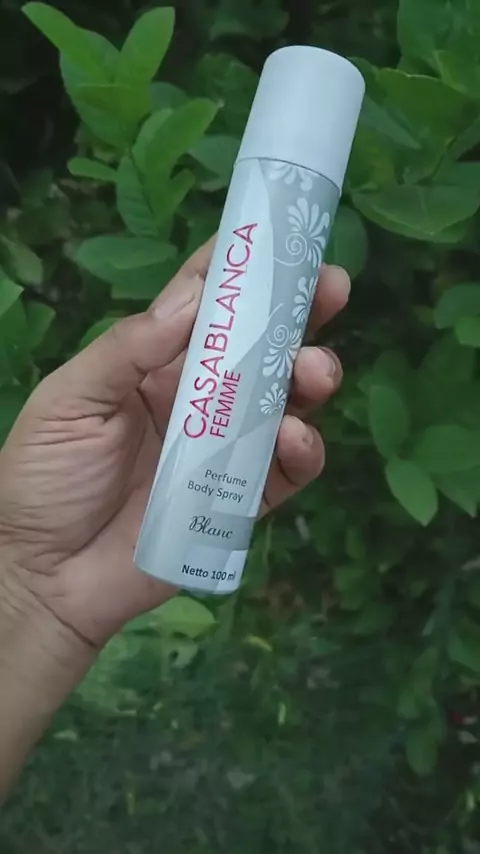 CASABLANCA
FEMME
Perfume
Body Spray
Blanc
Netto 100 ml